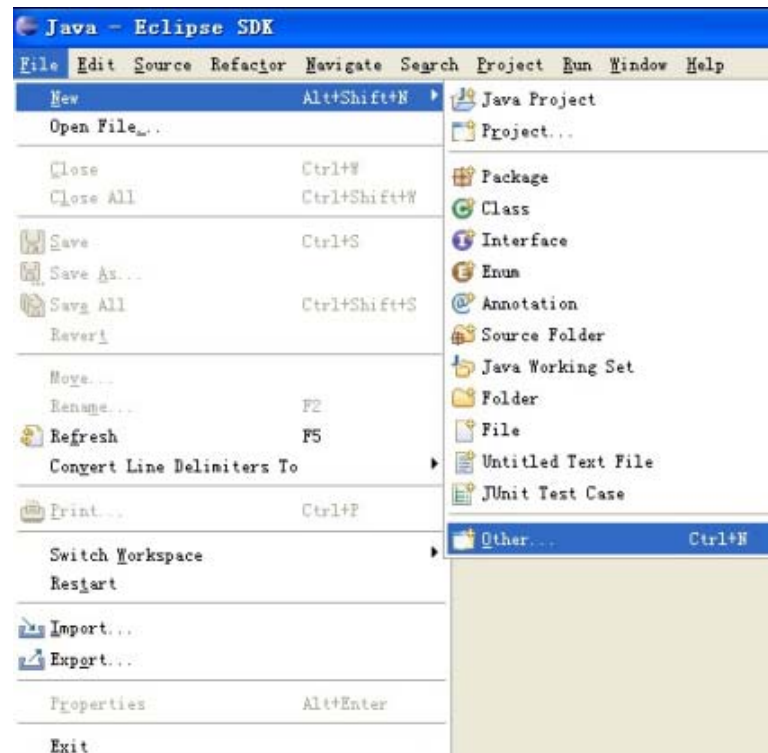 Java - Eclipse SDK
File Edit Source Refactor Navigate Search Project Run Window Help
New Alt+Shift+N
Open File...
Close Ctrl+W
Close All Ctrl+Shift+W
Save Ctrl+S
Save As...
Save All Ctrl+Shift+S
Revert
Move...
Rename... F2
Refresh F5
Convert Line Delimiters To
Print... Ctrl+P
Switch Workspace
Restart
Import...
Export...
Properties Alt+Enter
Exit
Java Project
Project...
Package
Class
Interface
Enum
Annotation
Source Folder
Java Working Set
Folder
File
Untitled Text File
JUnit Test Case
Other... Ctrl+N